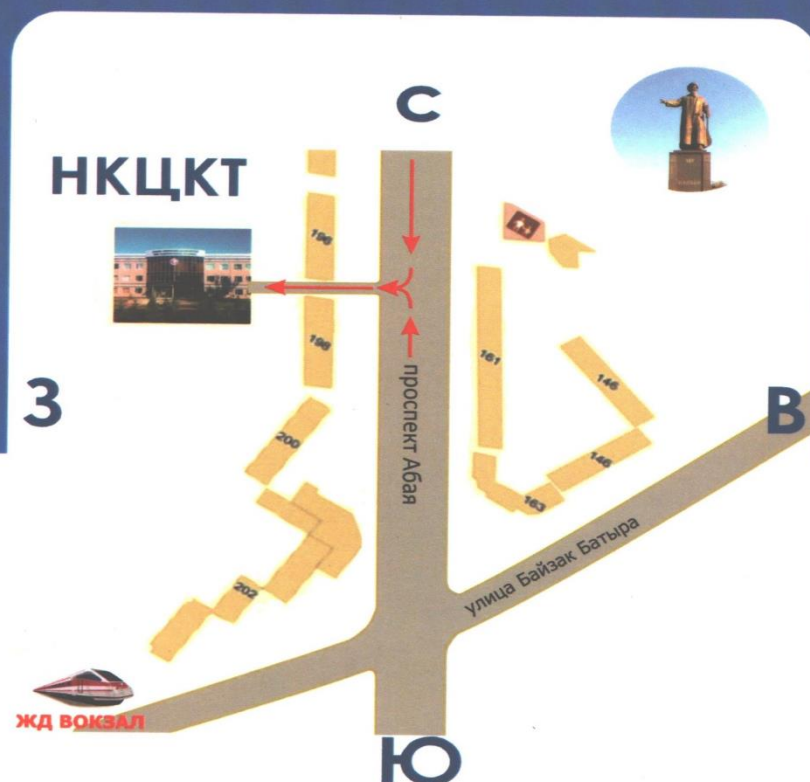 С
НКЦКТ
196
198
161
146
З
В
проспект Абая
200
146
163
улица Байзак Батыра
202
ЖД ВОКЗАЛ
Ю